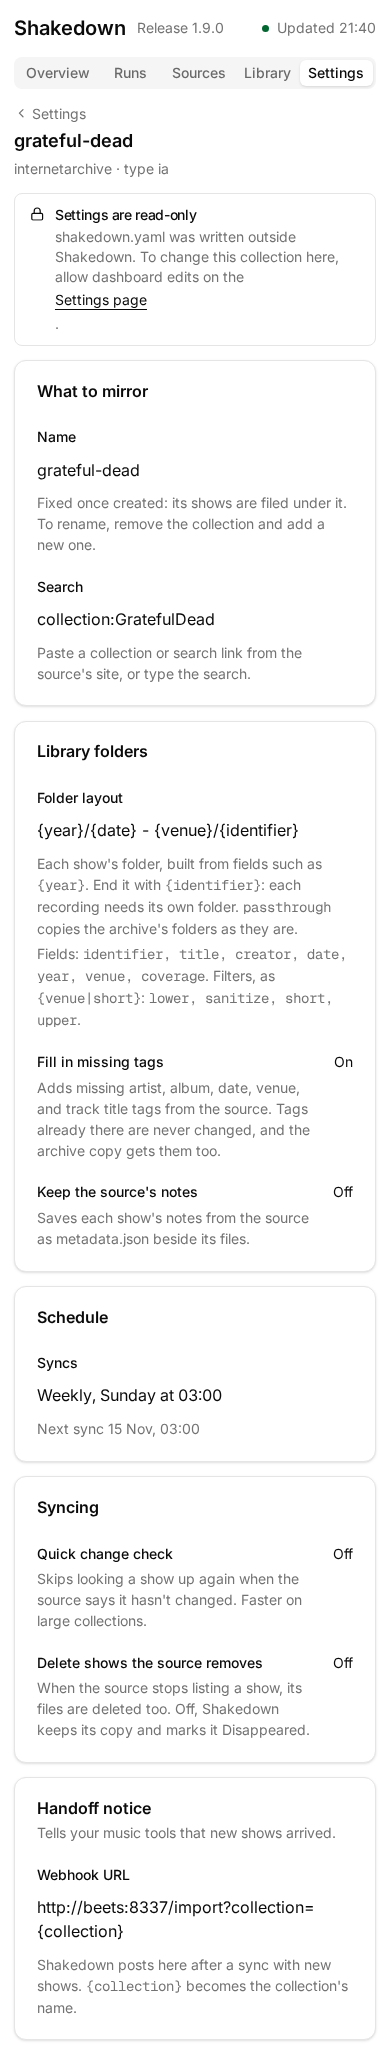 Shakedown Release 1.9.0 Updated 21:40
Overview Runs Sources Library Settings
Settings
grateful-dead
internetarchive · type ia
Settings are read-only
shakedown.yaml was written outside
Shakedown. To change this collection here,
allow dashboard edits on the
Settings page
.
What to mirror
Name
grateful-dead
Fixed once created: its shows are filed under it.
To rename, remove the collection and add a
new one.
Search
collection:GratefulDead
Paste a collection or search link from the
source's site, or type the search.
Library folders
Folder layout
{year}/{date} - {venue}/{identifier}
Each show's folder, built from fields such as
{year}. End it with {identifier}: each
recording needs its own folder. passthrough
copies the archive's folders as they are.
Fields: identifier, title, creator, date,
year, venue, coverage. Filters, as
{venue|short}: lower, sanitize, short,
upper.
Fill in missing tags On
Adds missing artist, album, date, venue,
and track title tags from the source. Tags
already there are never changed, and the
archive copy gets them too.
Keep the source's notes Off
Saves each show's notes from the source
as metadata.json beside its files.
Schedule
Syncs
Weekly, Sunday at 03:00
Next sync 15 Nov, 03:00
Syncing
Quick change check Off
Skips looking a show up again when the
source says it hasn't changed. Faster on
large collections.
Delete shows the source removes Off
When the source stops listing a show, its
files are deleted too. Off, Shakedown
keeps its copy and marks it Disappeared.
Handoff notice
Tells your music tools that new shows arrived.
Webhook URL
http://beets:8337/import?collection=
{collection}
Shakedown posts here after a sync with new
shows. {collection} becomes the collection's
name.